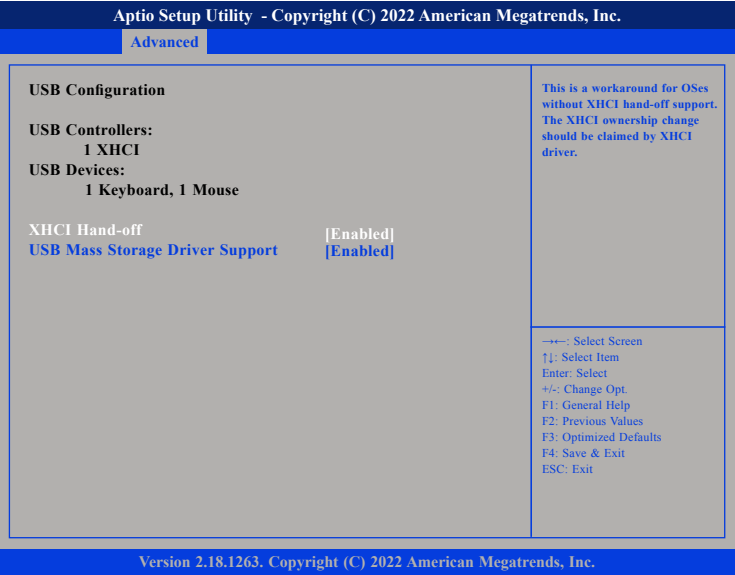 Aptio Setup Utility - Copyright (C) 2022 American Megatrends, Inc.
Advanced
USB Configuration
USB Controllers:
1 XHCI
USB Devices:
1 Keyboard, 1 Mouse
XHCI Hand-off [Enabled]
USB Mass Storage Driver Support [Enabled]
This is a workaround for OSes
without XHCI hand-off support.
The XHCI ownership change
should be claimed by XHCI
driver.
→←: Select Screen
↑↓: Select Item
Enter: Select
+/-: Change Opt.
F1: General Help
F2: Previous Values
F3: Optimized Defaults
F4: Save & Exit
ESC: Exit
Version 2.18.1263. Copyright (C) 2022 American Megatrends, Inc.